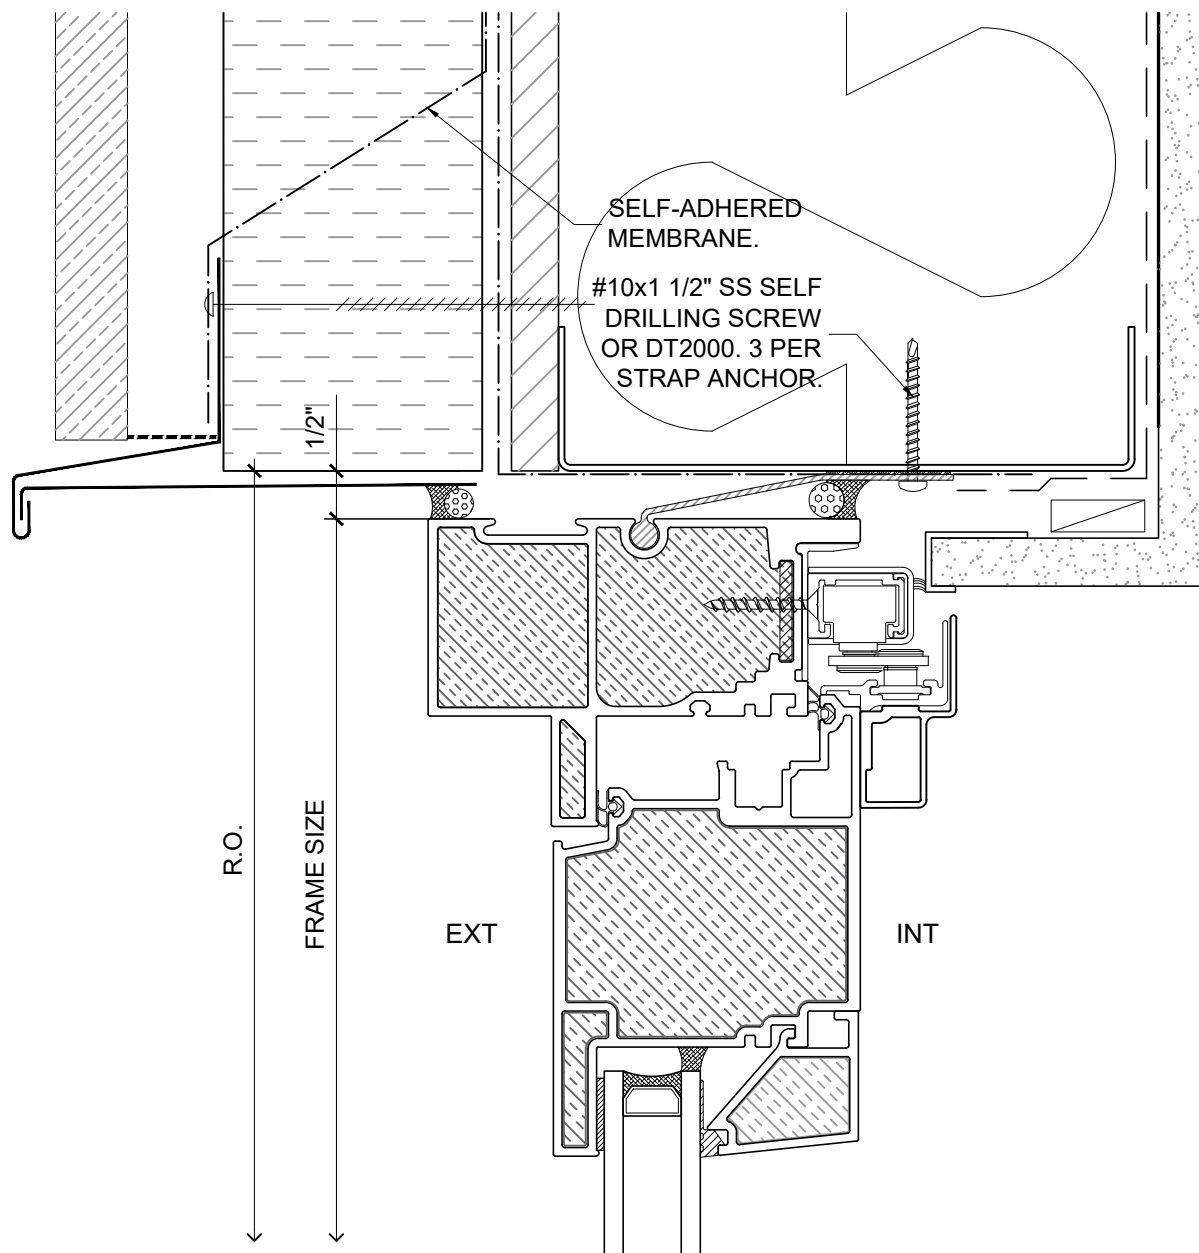 SELF-ADHERED
MEMBRANE.
#10x1 1/2" SS SELF
DRILLING SCREW
OR DT2000. 3 PER
STRAP ANCHOR.
1/2"
R.O.
FRAME SIZE
EXT
INT